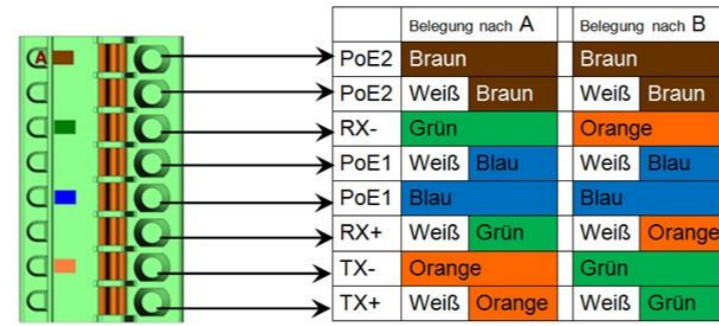 Belegung nach A Belegung nach B
A
PoE2 Braun Braun
PoE2 Weiß Braun Weiß Braun
RX- Grün Orange
PoE1 Weiß Blau Weiß Blau
PoE1 Blau Blau
RX+ Weiß Grün Weiß Orange
TX- Orange Grün
TX+ Weiß Orange Weiß Grün